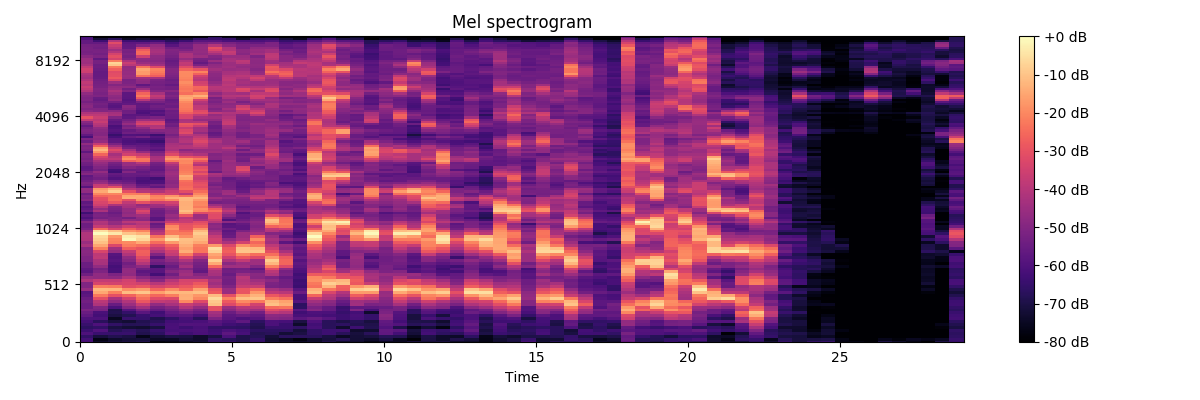 Mel spectrogram
8192
4096
2048
1024
512
0
Hz
0 5 10 15 20 25
Time
+0 dB
-10 dB
-20 dB
-30 dB
-40 dB
-50 dB
-60 dB
-70 dB
-80 dB